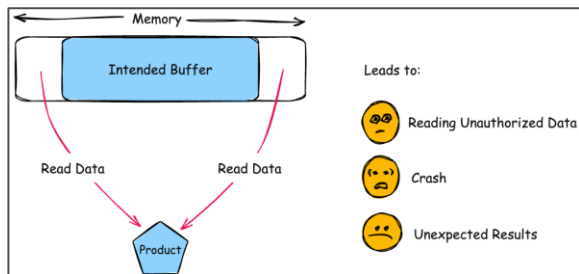 Memory
Intended Buffer
Leads to:
Reading Unauthorized Data
Read Data
Read Data
Crash
Product
Unexpected Results